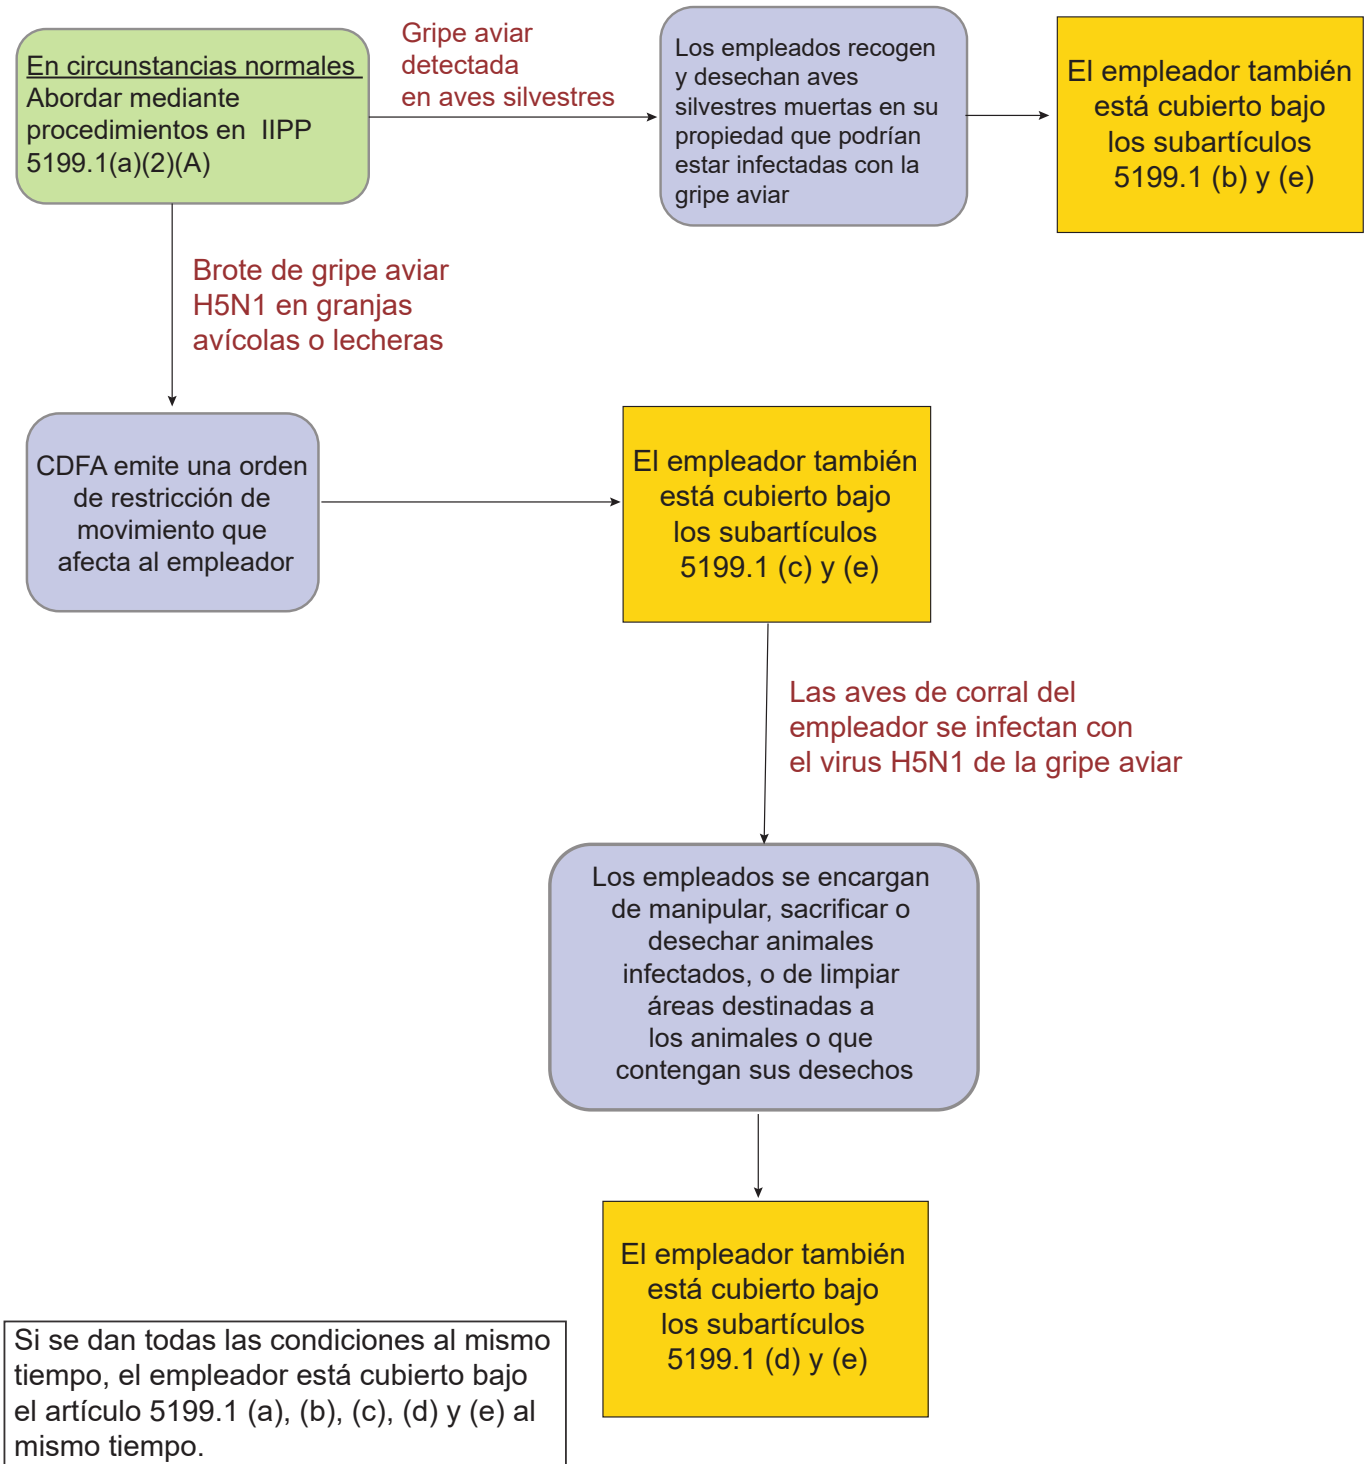 En circunstancias normales
Abordar mediante
procedimientos en IIPP
5199.1(a)(2)(A)
Gripe aviar
detectada
en aves silvestres
Los empleados recogen
y desechan aves
silvestres muertas en su
propiedad que podrían
estar infectadas con la
gripe aviar
El empleador también
está cubierto bajo
los subartículos
5199.1 (b) y (e)
Brote de gripe aviar
H5N1 en granjas
avícolas o lecheras
CDFA emite una orden
de restricción de
movimiento que
afecta al empleador
El empleador también
está cubierto bajo
los subartículos
5199.1 (c) y (e)
Las aves de corral del
empleador se infectan con
el virus H5N1 de la gripe aviar
Los empleados se encargan
de manipular, sacrificar o
desechar animales
infectados, o de limpiar
áreas destinadas a
los animales o que
contengan sus desechos
El empleador también
está cubierto bajo
los subartículos
5199.1 (d) y (e)
Si se dan todas las condiciones al mismo
tiempo, el empleador está cubierto bajo
el artículo 5199.1 (a), (b), (c), (d) y (e) al
mismo tiempo.